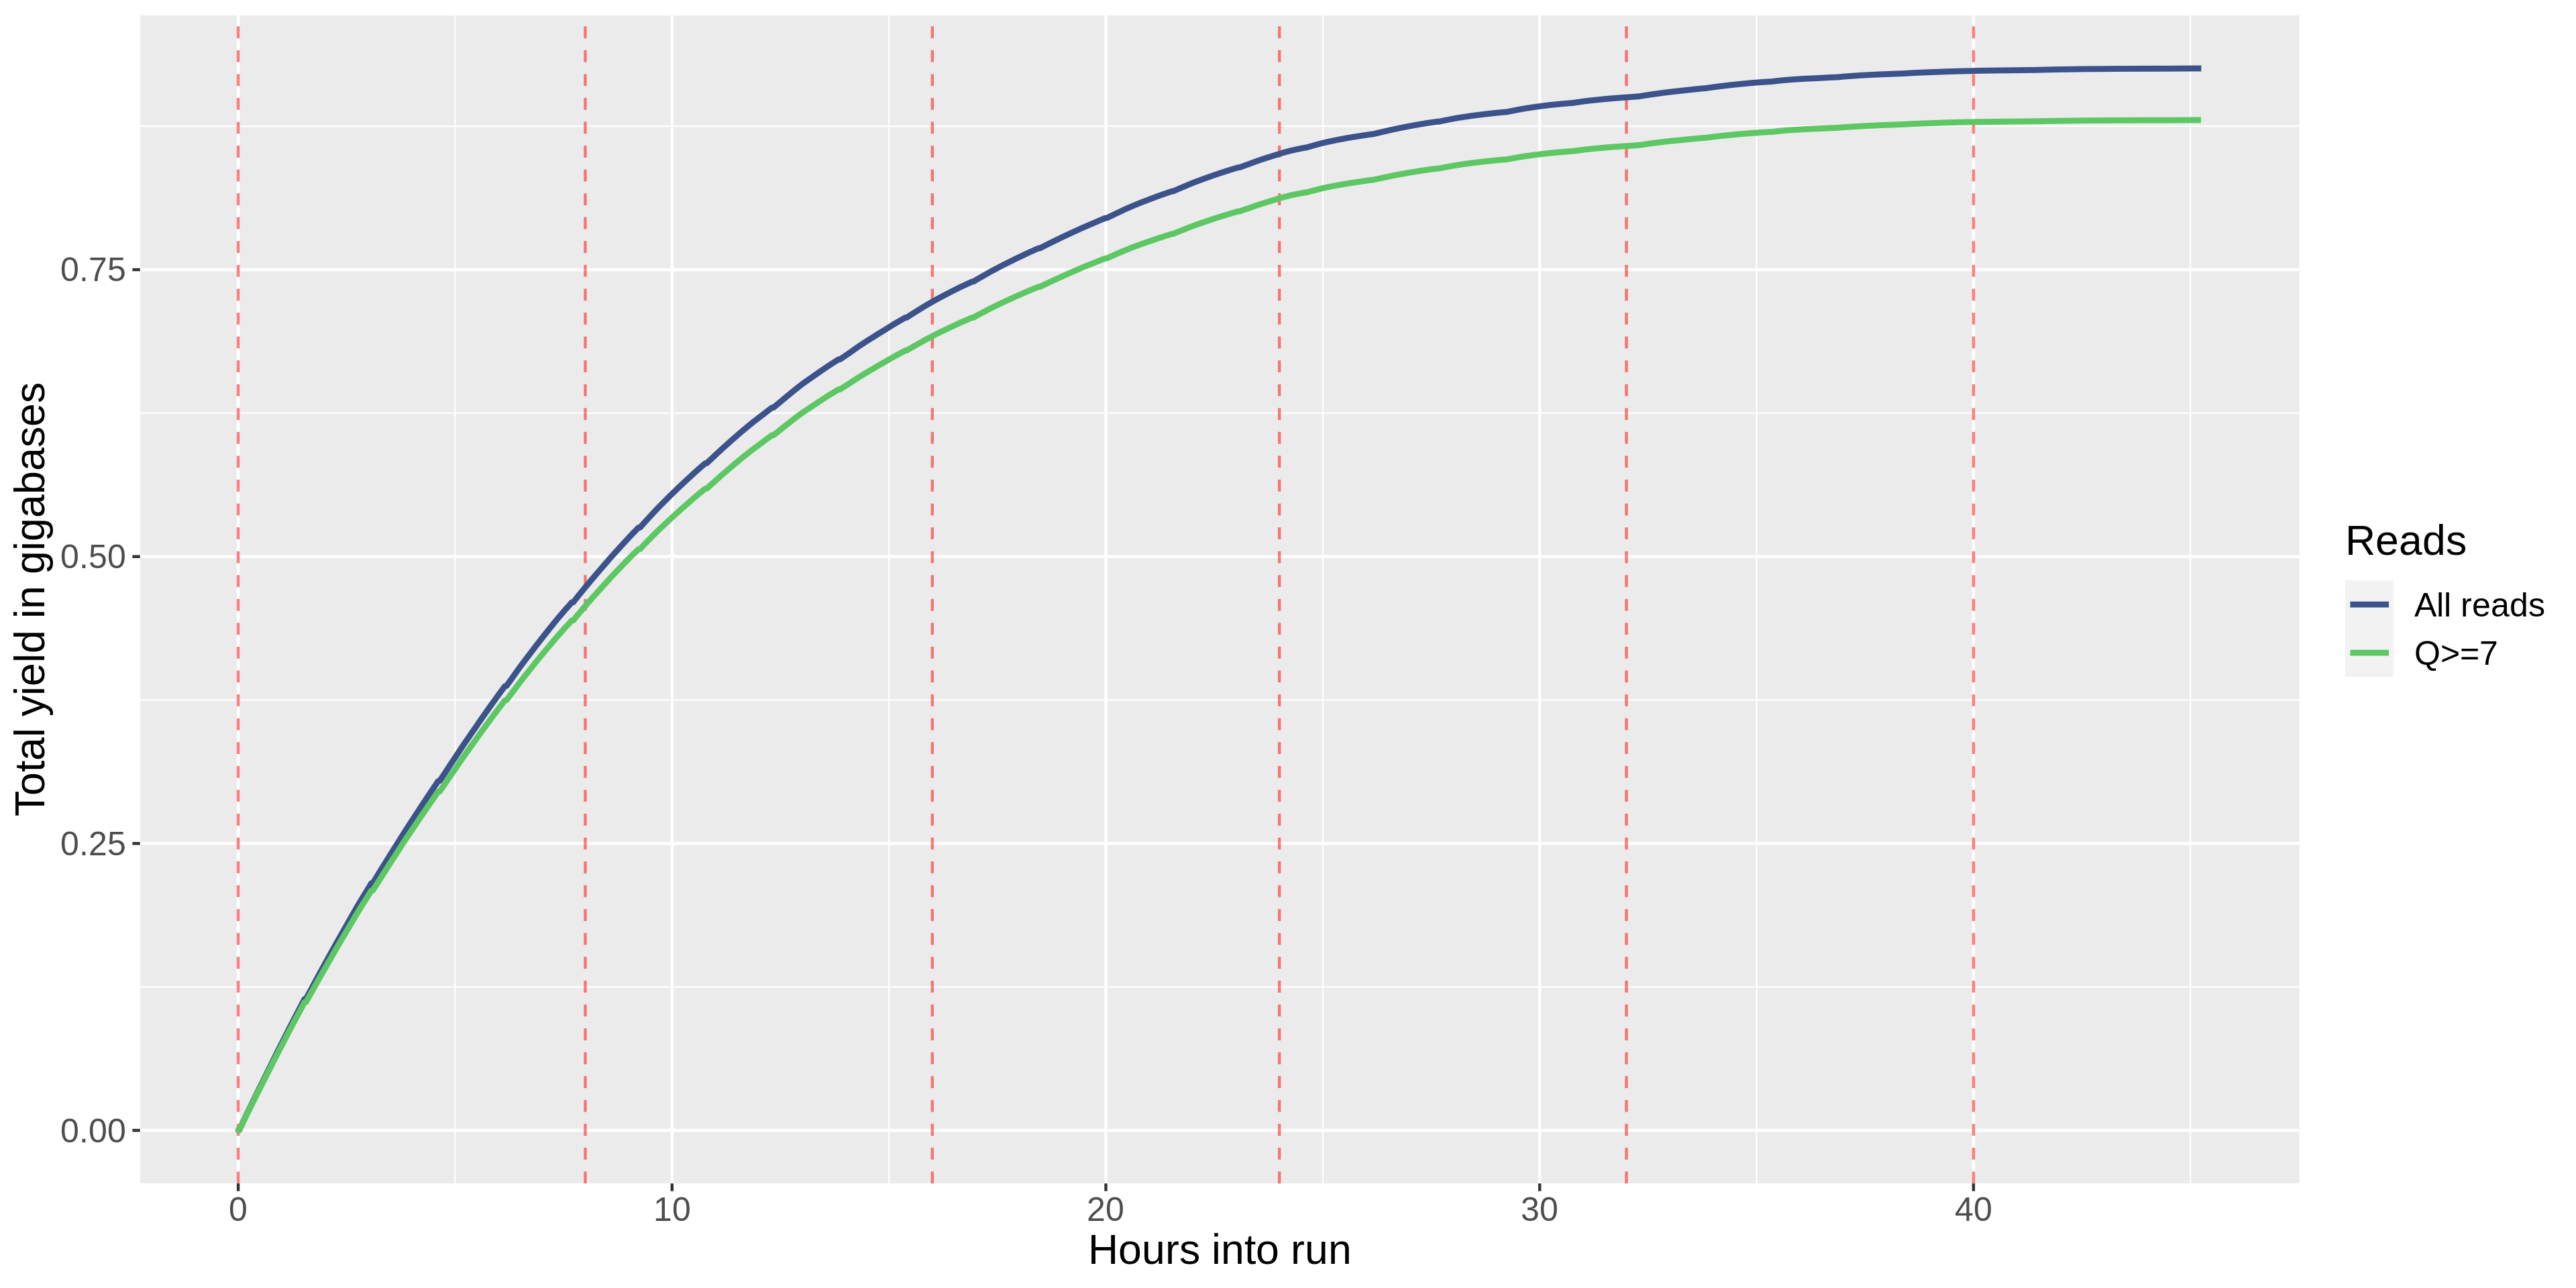 Total yield in gigabases
0.75
0.50
0.25
0.00
0 10 20 30 40
Hours into run
Reads
All reads
Q>=7